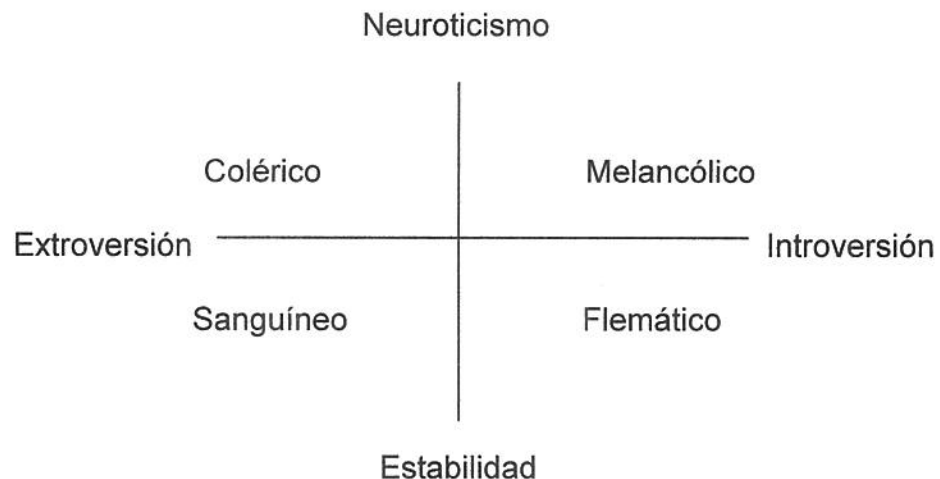 Neuroticismo
Colérico Melancólico
Extroversión Introversión
Sanguíneo Flemático
Estabilidad